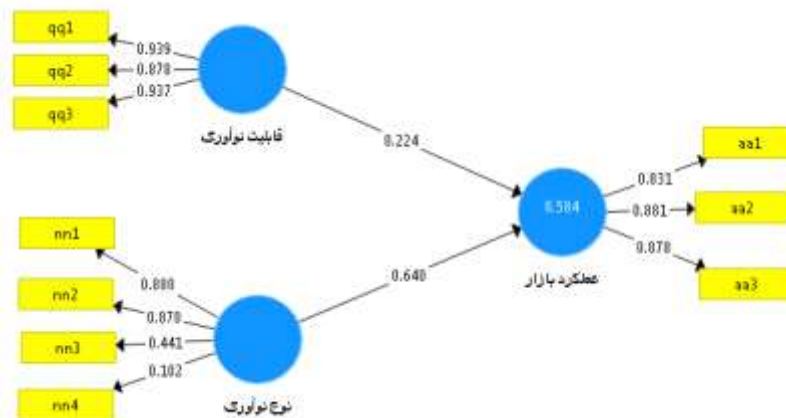 qq1
0.939
qq2
0.870
qq3
0.937
قابلیت نوآوری
0.224
aa1
0.831
0.584
0.881
aa2
0.878
aa3
عملکرد بازار
nn1
0.640
nn2
0.870
nn3
0.441
nn4
0.102
نوع نوآوری